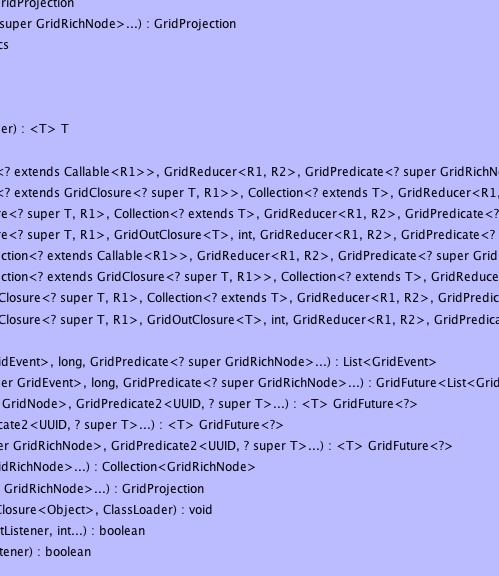 GridProjection
super GridRichNode>...) : GridProjection
cs
er) : <T> T
<? extends Callable<R1>>, GridReducer<R1, R2>, GridPredicate<? super GridRichN
<? extends GridClosure<? super T, R1>>, Collection<? extends T>, GridReducer<R1,
re<? super T, R1>, Collection<? extends T>, GridReducer<R1, R2>, GridPredicate<?
re<? super T, R1>, GridOutClosure<T>, int, GridReducer<R1, R2>, GridPredicate<?
ction<? extends Callable<R1>>, GridReducer<R1, R2>, GridPredicate<? super Grid
ction<? extends GridClosure<? super T, R1>>, Collection<? extends T>, GridReduce
Closure<? super T, R1>, Collection<? extends T>, GridReducer<R1, R2>, GridPredic
Closure<? super T, R1>, GridOutClosure<T>, int, GridReducer<R1, R2>, GridPredica
idEvent>, long, GridPredicate<? super GridRichNode>...) : List<GridEvent>
er GridEvent>, long, GridPredicate<? super GridRichNode>...) : GridFuture<List<Grid
GridNode>, GridPredicate2<UUID, ? super T>...) : <T> GridFuture<?>
cate2<UUID, ? super T>...) : <T> GridFuture<?>
er GridRichNode>, GridPredicate2<UUID, ? super T>...) : <T> GridFuture<?>
idRichNode>...) : Collection<GridRichNode>
GridRichNode>...) : GridProjection
Closure<Object>, ClassLoader) : void
tListener, int...) : boolean
tener) : boolean